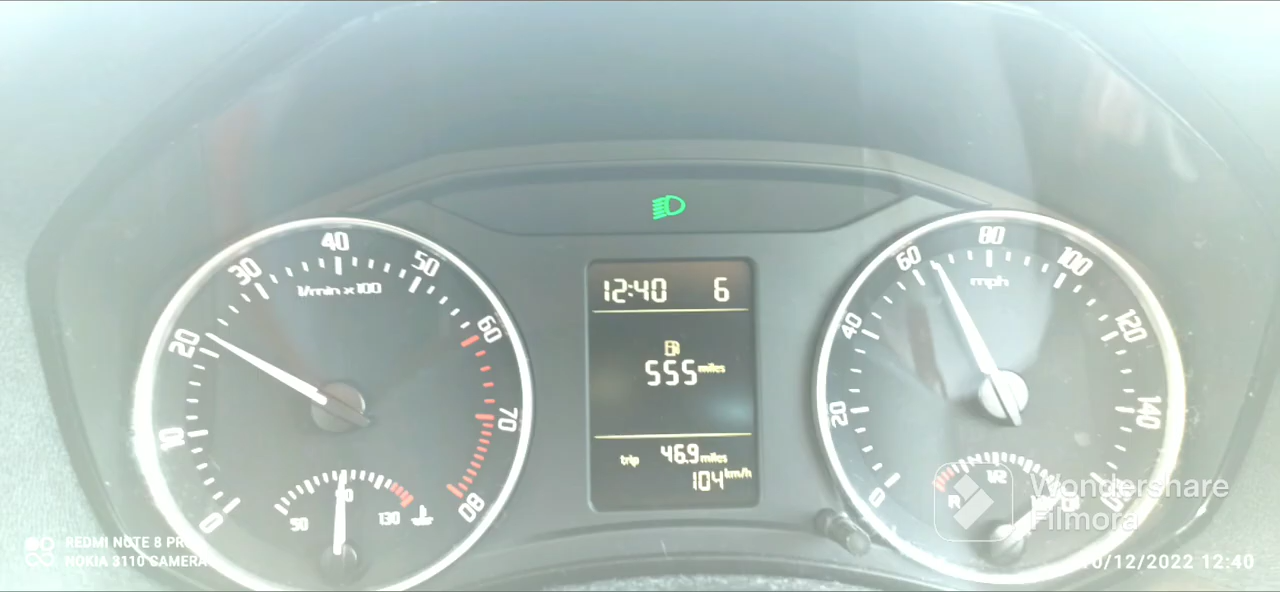 40
30
50
1/min x 100
20
60
10
70
0
80
50
90
130
12:40 6
555 miles
trip 46.9 miles
104 km/h
80
60
100
mph
40
120
20
140
0
R
1/2
Wondershare
Filmora
REDMI NOTE 8 PR
NOKIA 3110 CAMERA
10/12/2022 12:40